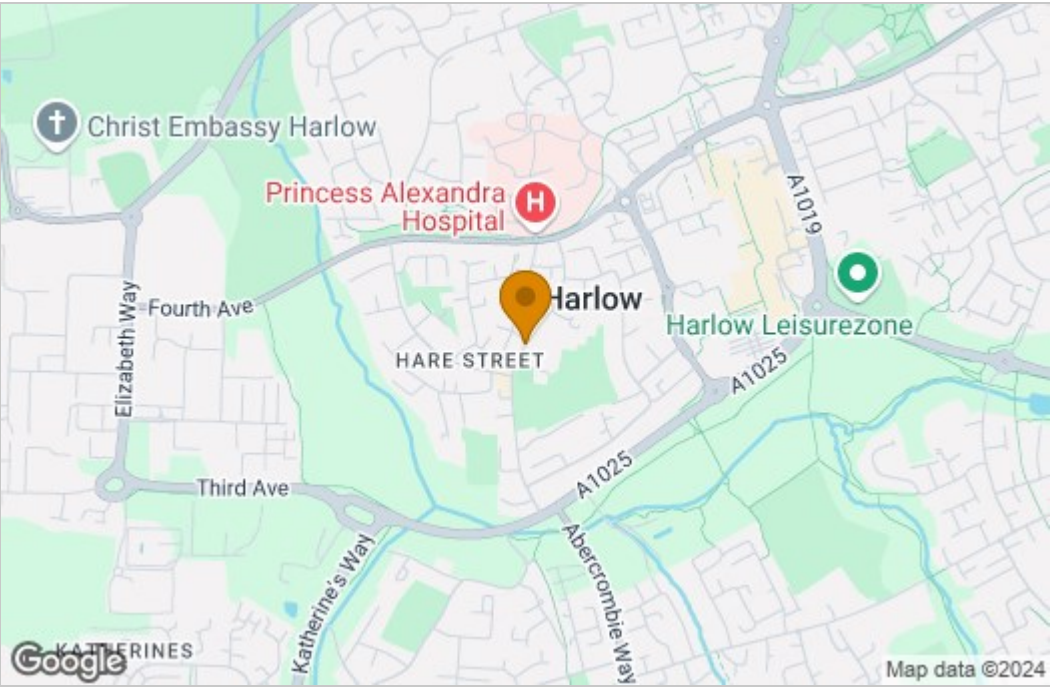 Christ Embassy Harlow
Princess Alexandra
Hospital
H
A1019
Elizabeth Way
Fourth Ave
Harlow
Harlow Leisurezone
HARE STREET
A1025
A1025
Third Ave
Katherine's Way
Abercrombie Way
KATHERINES
Google
Map data ©2024